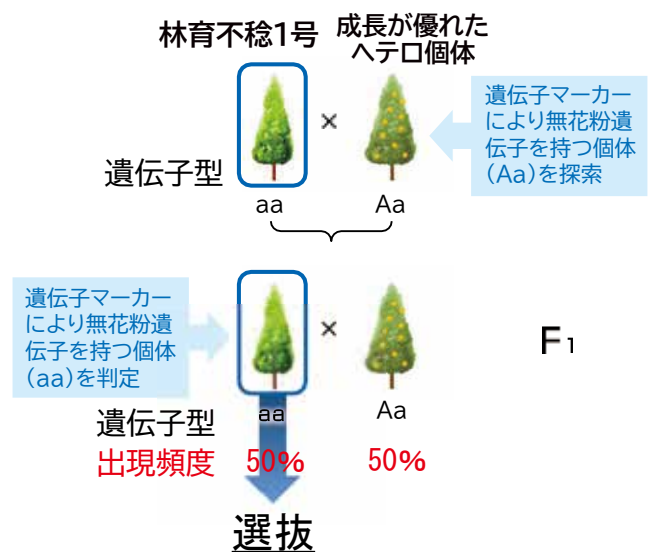 林育不稔1号
成長が優れた
ヘテロ個体
×
遺伝子マーカー
により無花粉遺
伝子を持つ個体
(Aa)を探索
遺伝子型
aa
Aa
遺伝子マーカー
により無花粉遺
伝子を持つ個体
(aa)を判定
×
F1
遺伝子型
aa
Aa
出現頻度 50% 50%
選抜